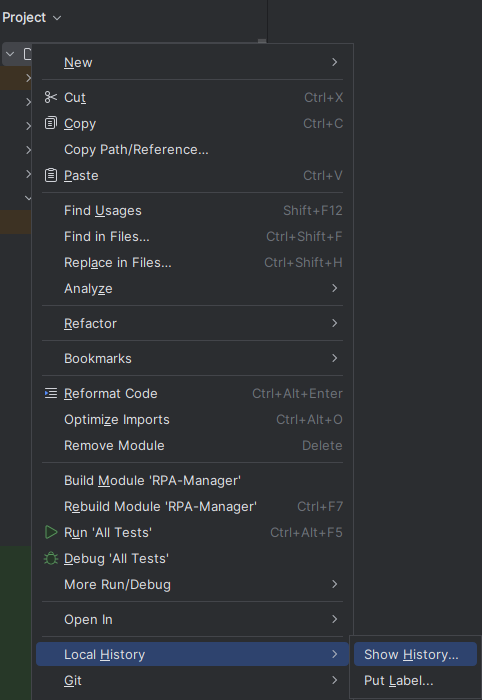 Project
New
Cut Ctrl+X
Copy Ctrl+C
Copy Path/Reference...
Paste Ctrl+V
Find Usages Shift+F12
Find in Files... Ctrl+Shift+F
Replace in Files... Ctrl+Shift+H
Analyze
Refactor
Bookmarks
Reformat Code Ctrl+Alt+Enter
Optimize Imports Ctrl+Alt+O
Remove Module Delete
Build Module 'RPA-Manager'
Rebuild Module 'RPA-Manager' Ctrl+F7
Run 'All Tests' Ctrl+Alt+F5
Debug 'All Tests'
More Run/Debug
Open In
Local History Show History...
Git Put Label...